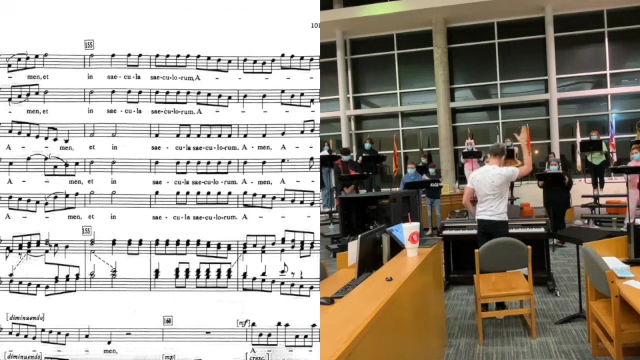 101
155
men, et in sae - cu - la sae-cu-lo-rum, A - - - -
men, et in sae - cu - la sae-cu-lo-rum, A - - - -
A - - men, et in sae - cu-la sae-cu-lo-rum. A - men, A -
A - - men, et in sae - cu-la sae-cu-lo-rum. A - men, A -
A - - men, et in sae - cu-la sae-cu-lo-rum. A - - -
155
[diminuendo] 160 [mf]
- - men, A - -
[diminuendo] [mp] [cresc.